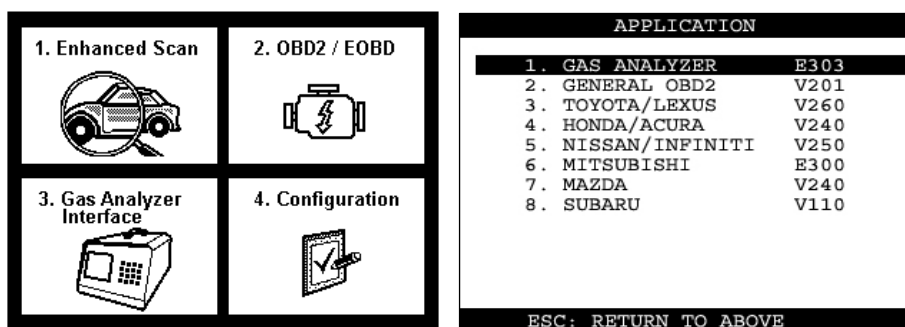 1. Enhanced Scan
2. OBD2 / EOBD
3. Gas Analyzer
Interface
4. Configuration
APPLICATION
1. GAS ANALYZER E303
2. GENERAL OBD2 V201
3. TOYOTA/LEXUS V260
4. HONDA/ACURA V240
5. NISSAN/INFINITI V250
6. MITSUBISHI E300
7. MAZDA V240
8. SUBARU V110
ESC: RETURN TO ABOVE